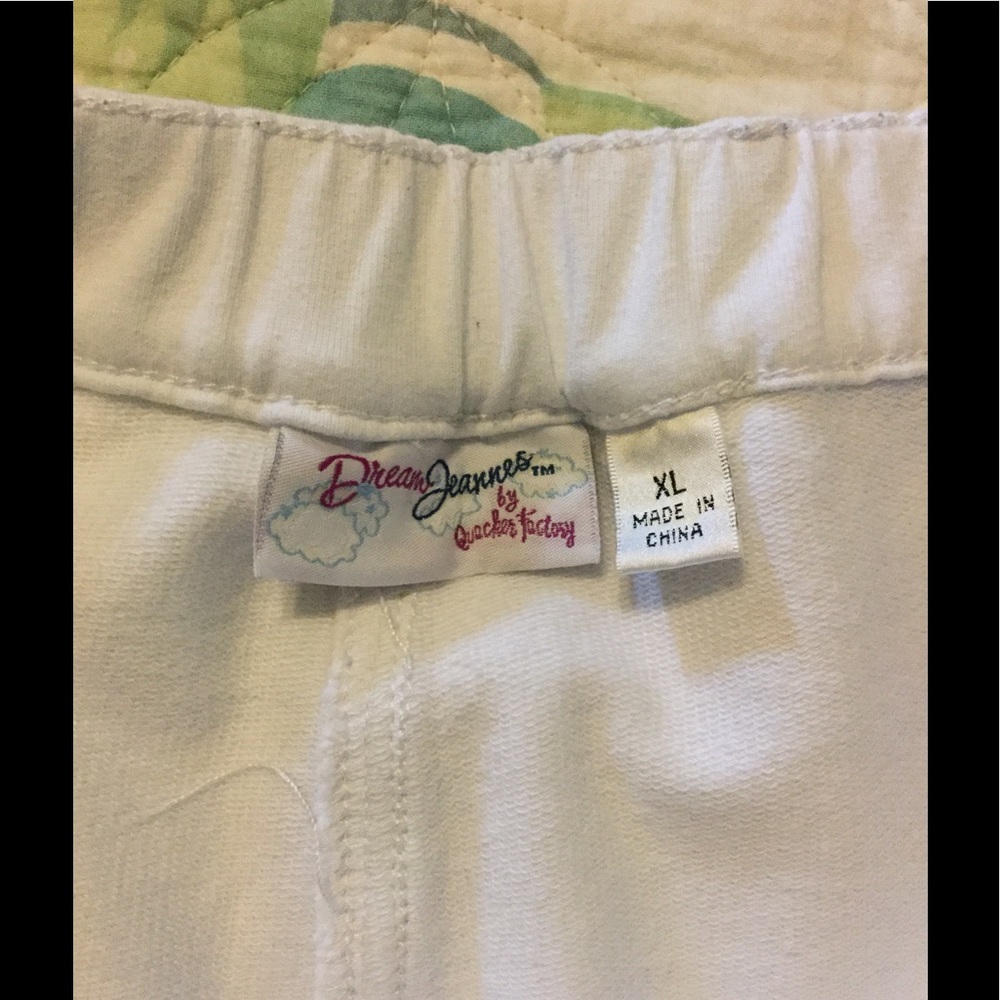 DreamJeannes™
by
Quacker Factory
XL
MADE IN
CHINA